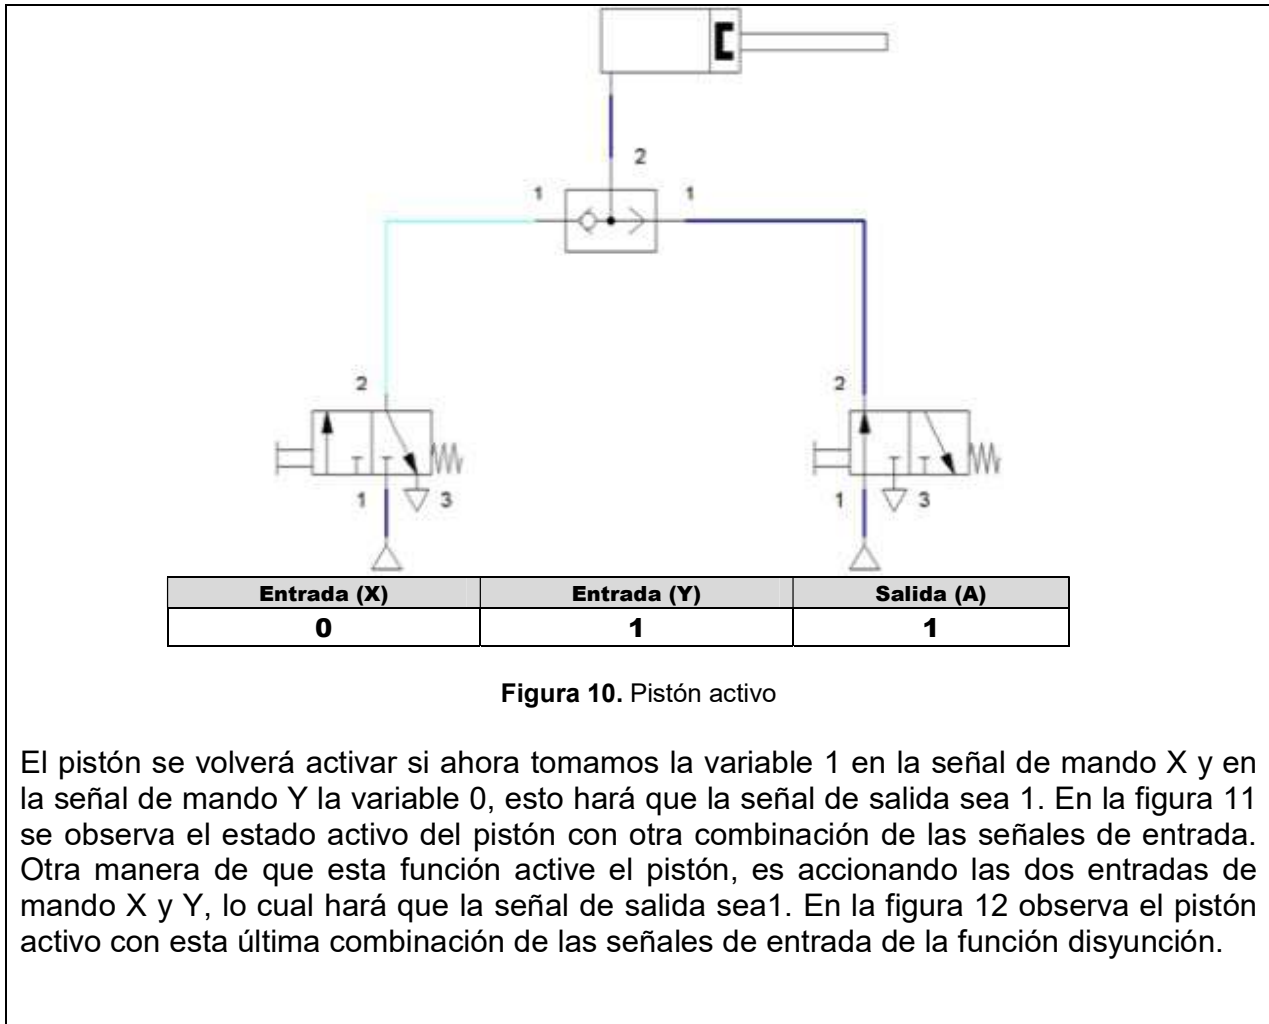 2
1 1
2 2
1 3 1 3
Entrada (X) Entrada (Y) Salida (A)
0 1 1
Figura 10. Pistón activo
El pistón se volverá activar si ahora tomamos la variable 1 en la señal de mando X y en
la señal de mando Y la variable 0, esto hará que la señal de salida sea 1. En la figura 11
se observa el estado activo del pistón con otra combinación de las señales de entrada.
Otra manera de que esta función active el pistón, es accionando las dos entradas de
mando X y Y, lo cual hará que la señal de salida sea1. En la figura 12 observa el pistón
activo con esta última combinación de las señales de entrada de la función disyunción.